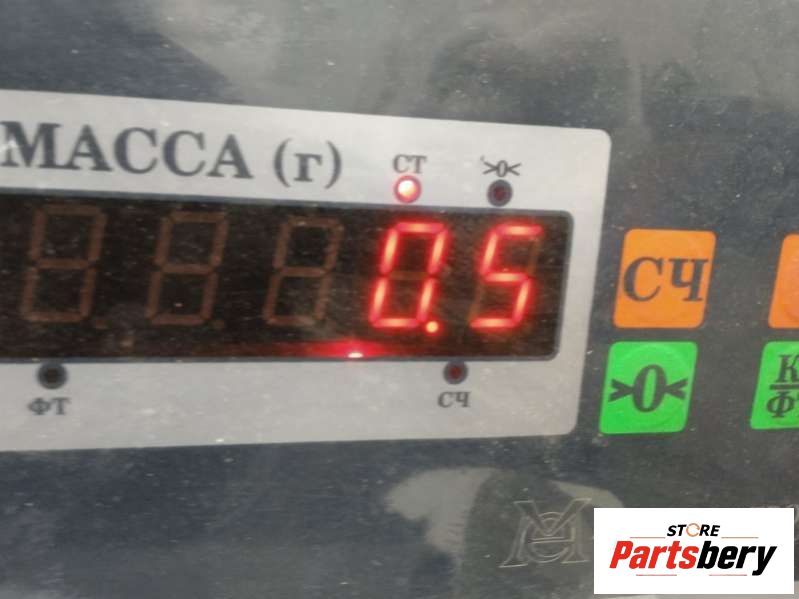 МАССА (г)
СТ
>0<
0.5
ФТ
СЧ
СЧ
>0<
К
STORE
Partsbery